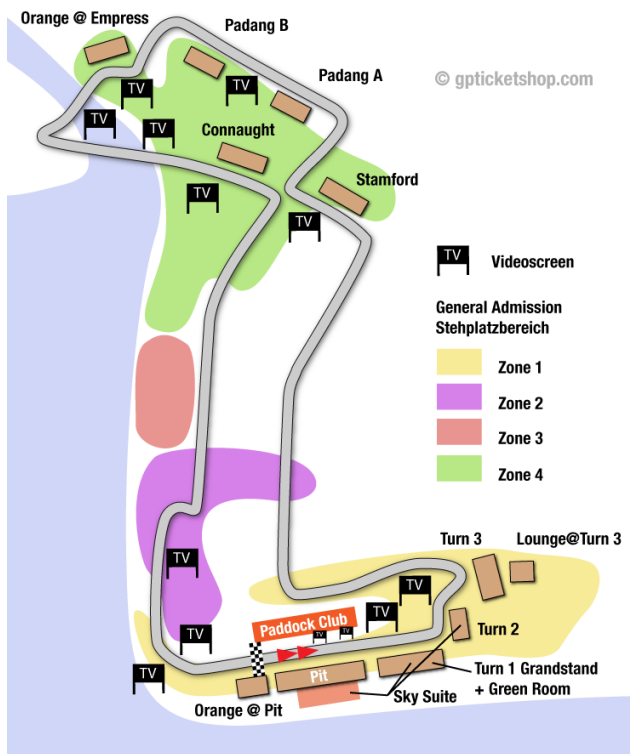 Orange @ Empress
Padang B
Padang A
© gpticketshop.com
TV
TV
TV
TV
Connaught
Stamford
TV
TV
TV
Videoscreen
General Admission
Stehplatzbereich
Zone 1
Zone 2
Zone 3
Zone 4
Turn 3
Lounge@Turn 3
TV
TV
TV
Paddock Club
TV
TV
TV
Turn 2
TV
Pit
Turn 1 Grandstand
+ Green Room
Sky Suite
Orange @ Pit